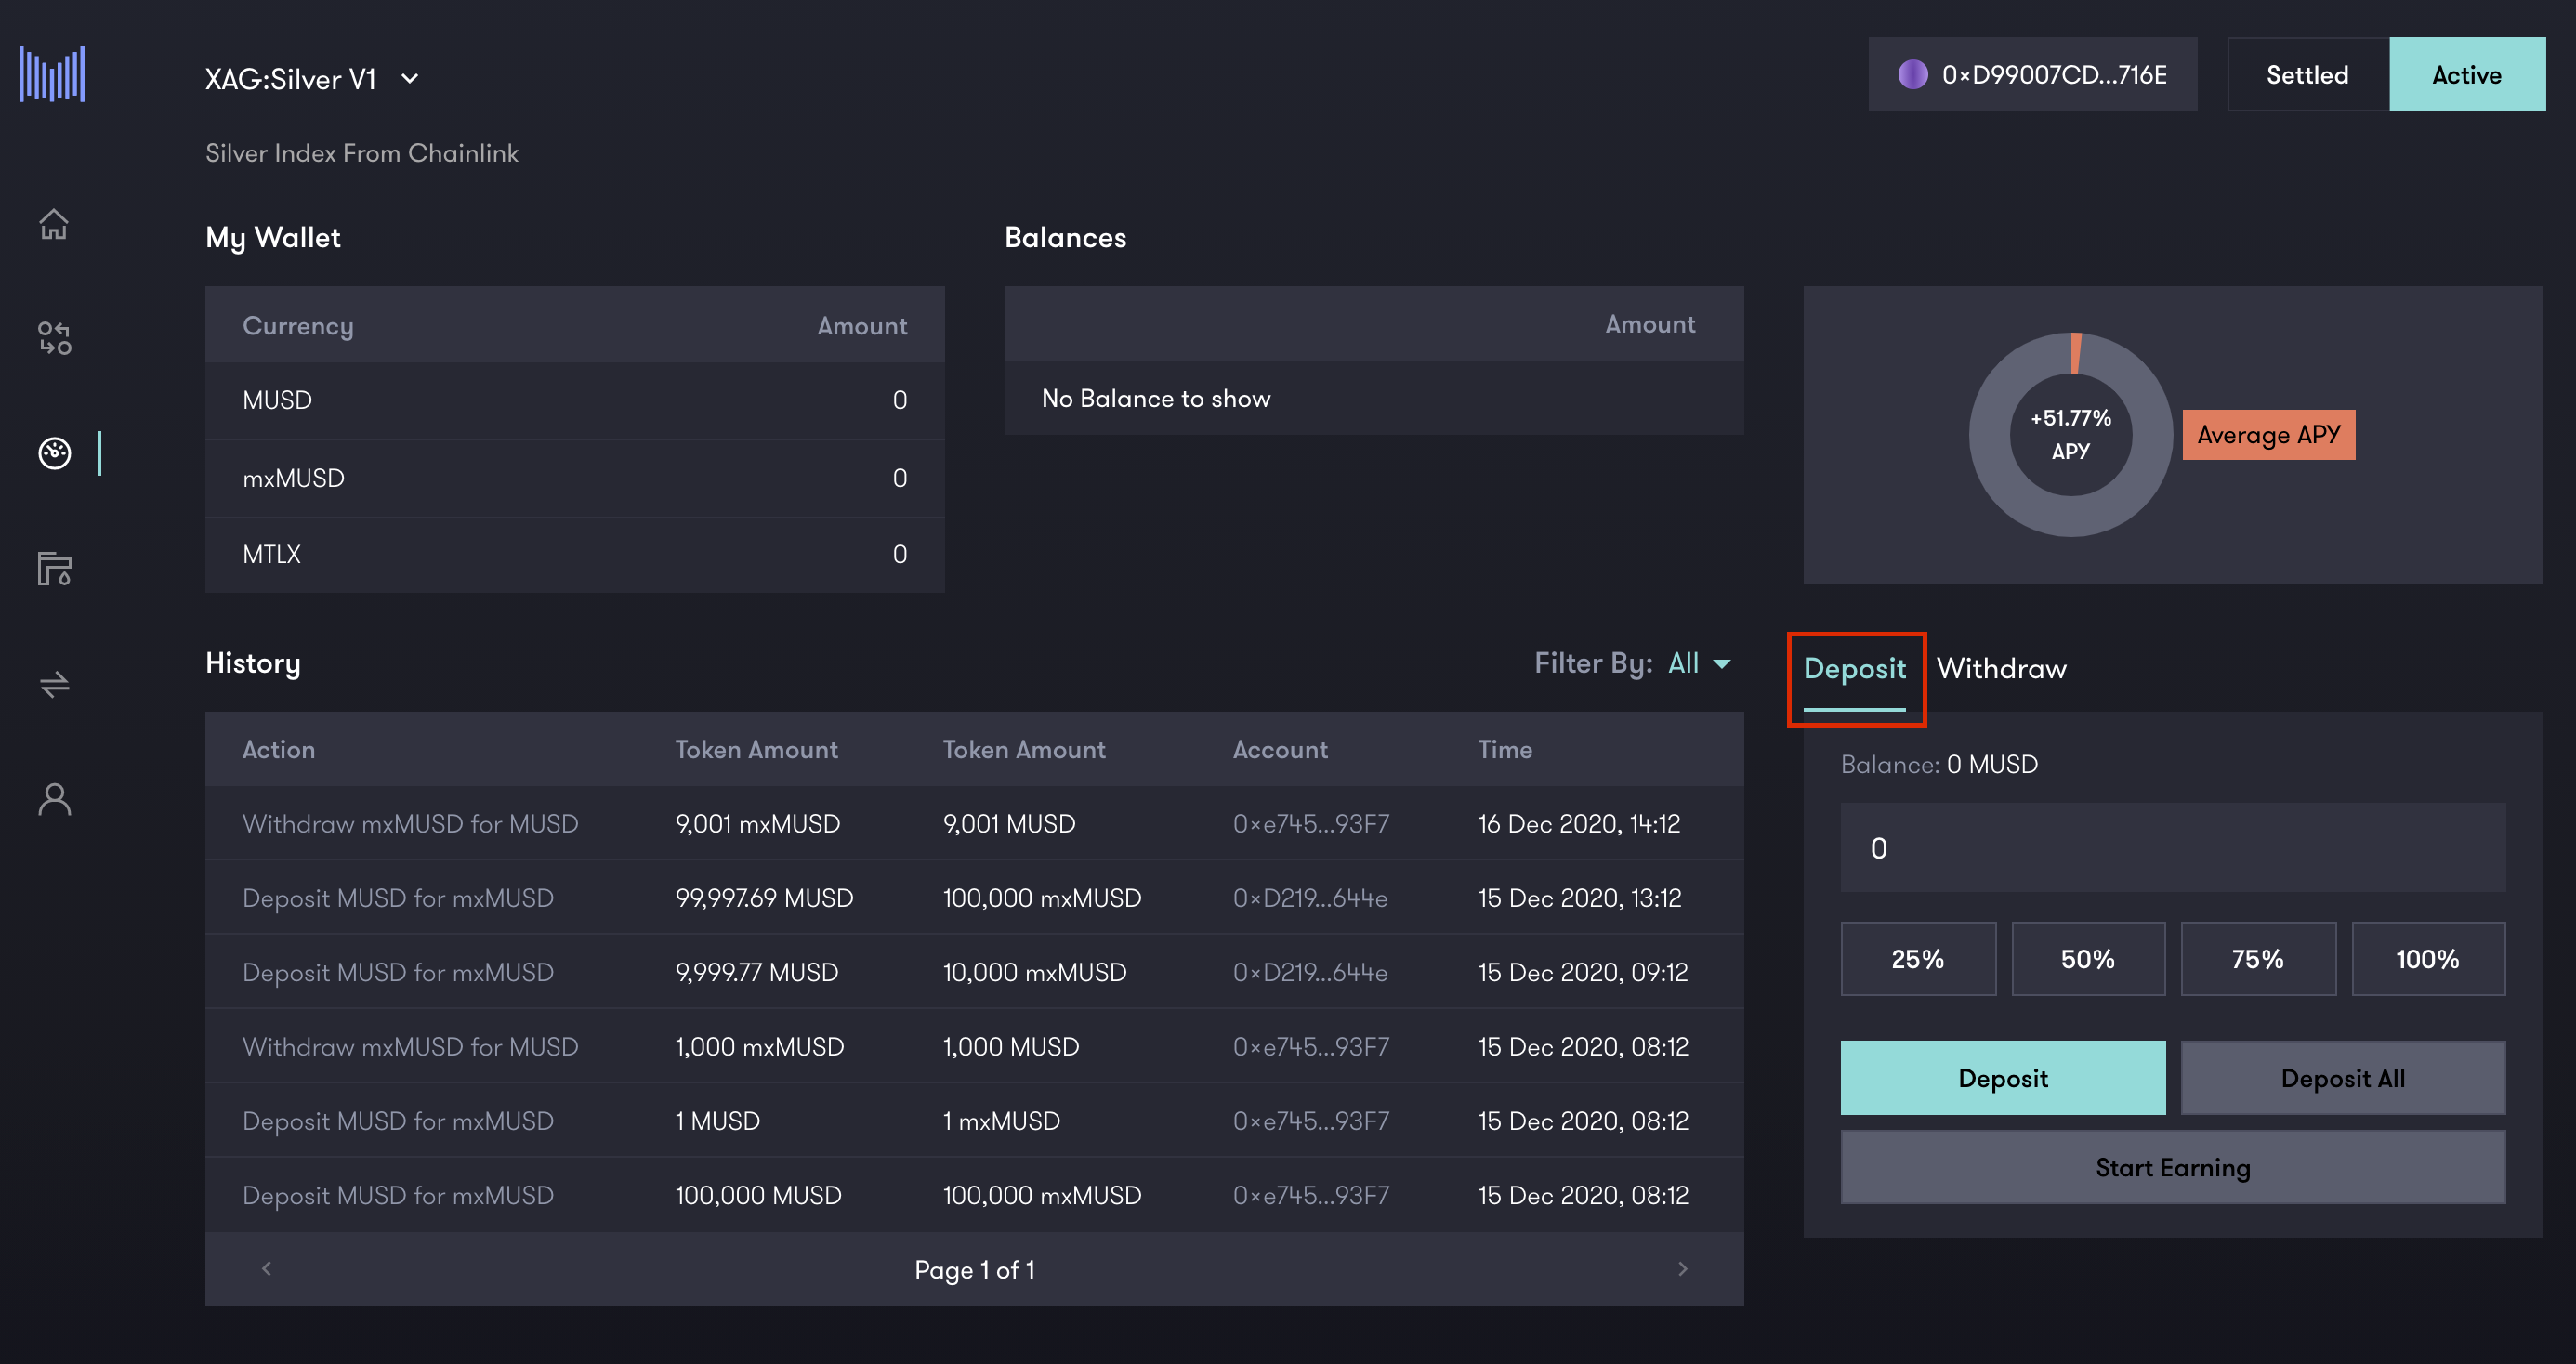 XAG:Silver V1
0×D99007CD...716E
Settled
Active
Silver Index From Chainlink
My Wallet
Balances
Currency Amount
MUSD 0
mxMUSD 0
MTLX 0
Amount
No Balance to show
+51.77%
APY
Average APY
History
Filter By: All
Action Token Amount Token Amount Account Time
Withdraw mxMUSD for MUSD 9,001 mxMUSD 9,001 MUSD 0×e745...93F7 16 Dec 2020, 14:12
Deposit MUSD for mxMUSD 99,997.69 MUSD 100,000 mxMUSD 0×D219...644e 15 Dec 2020, 13:12
Deposit MUSD for mxMUSD 9,999.77 MUSD 10,000 mxMUSD 0×D219...644e 15 Dec 2020, 09:12
Withdraw mxMUSD for MUSD 1,000 mxMUSD 1,000 MUSD 0×e745...93F7 15 Dec 2020, 08:12
Deposit MUSD for mxMUSD 1 MUSD 1 mxMUSD 0×e745...93F7 15 Dec 2020, 08:12
Deposit MUSD for mxMUSD 100,000 MUSD 100,000 mxMUSD 0×e745...93F7 15 Dec 2020, 08:12
Page 1 of 1
Deposit Withdraw
Balance: 0 MUSD
0
25% 50% 75% 100%
Deposit Deposit All
Start Earning